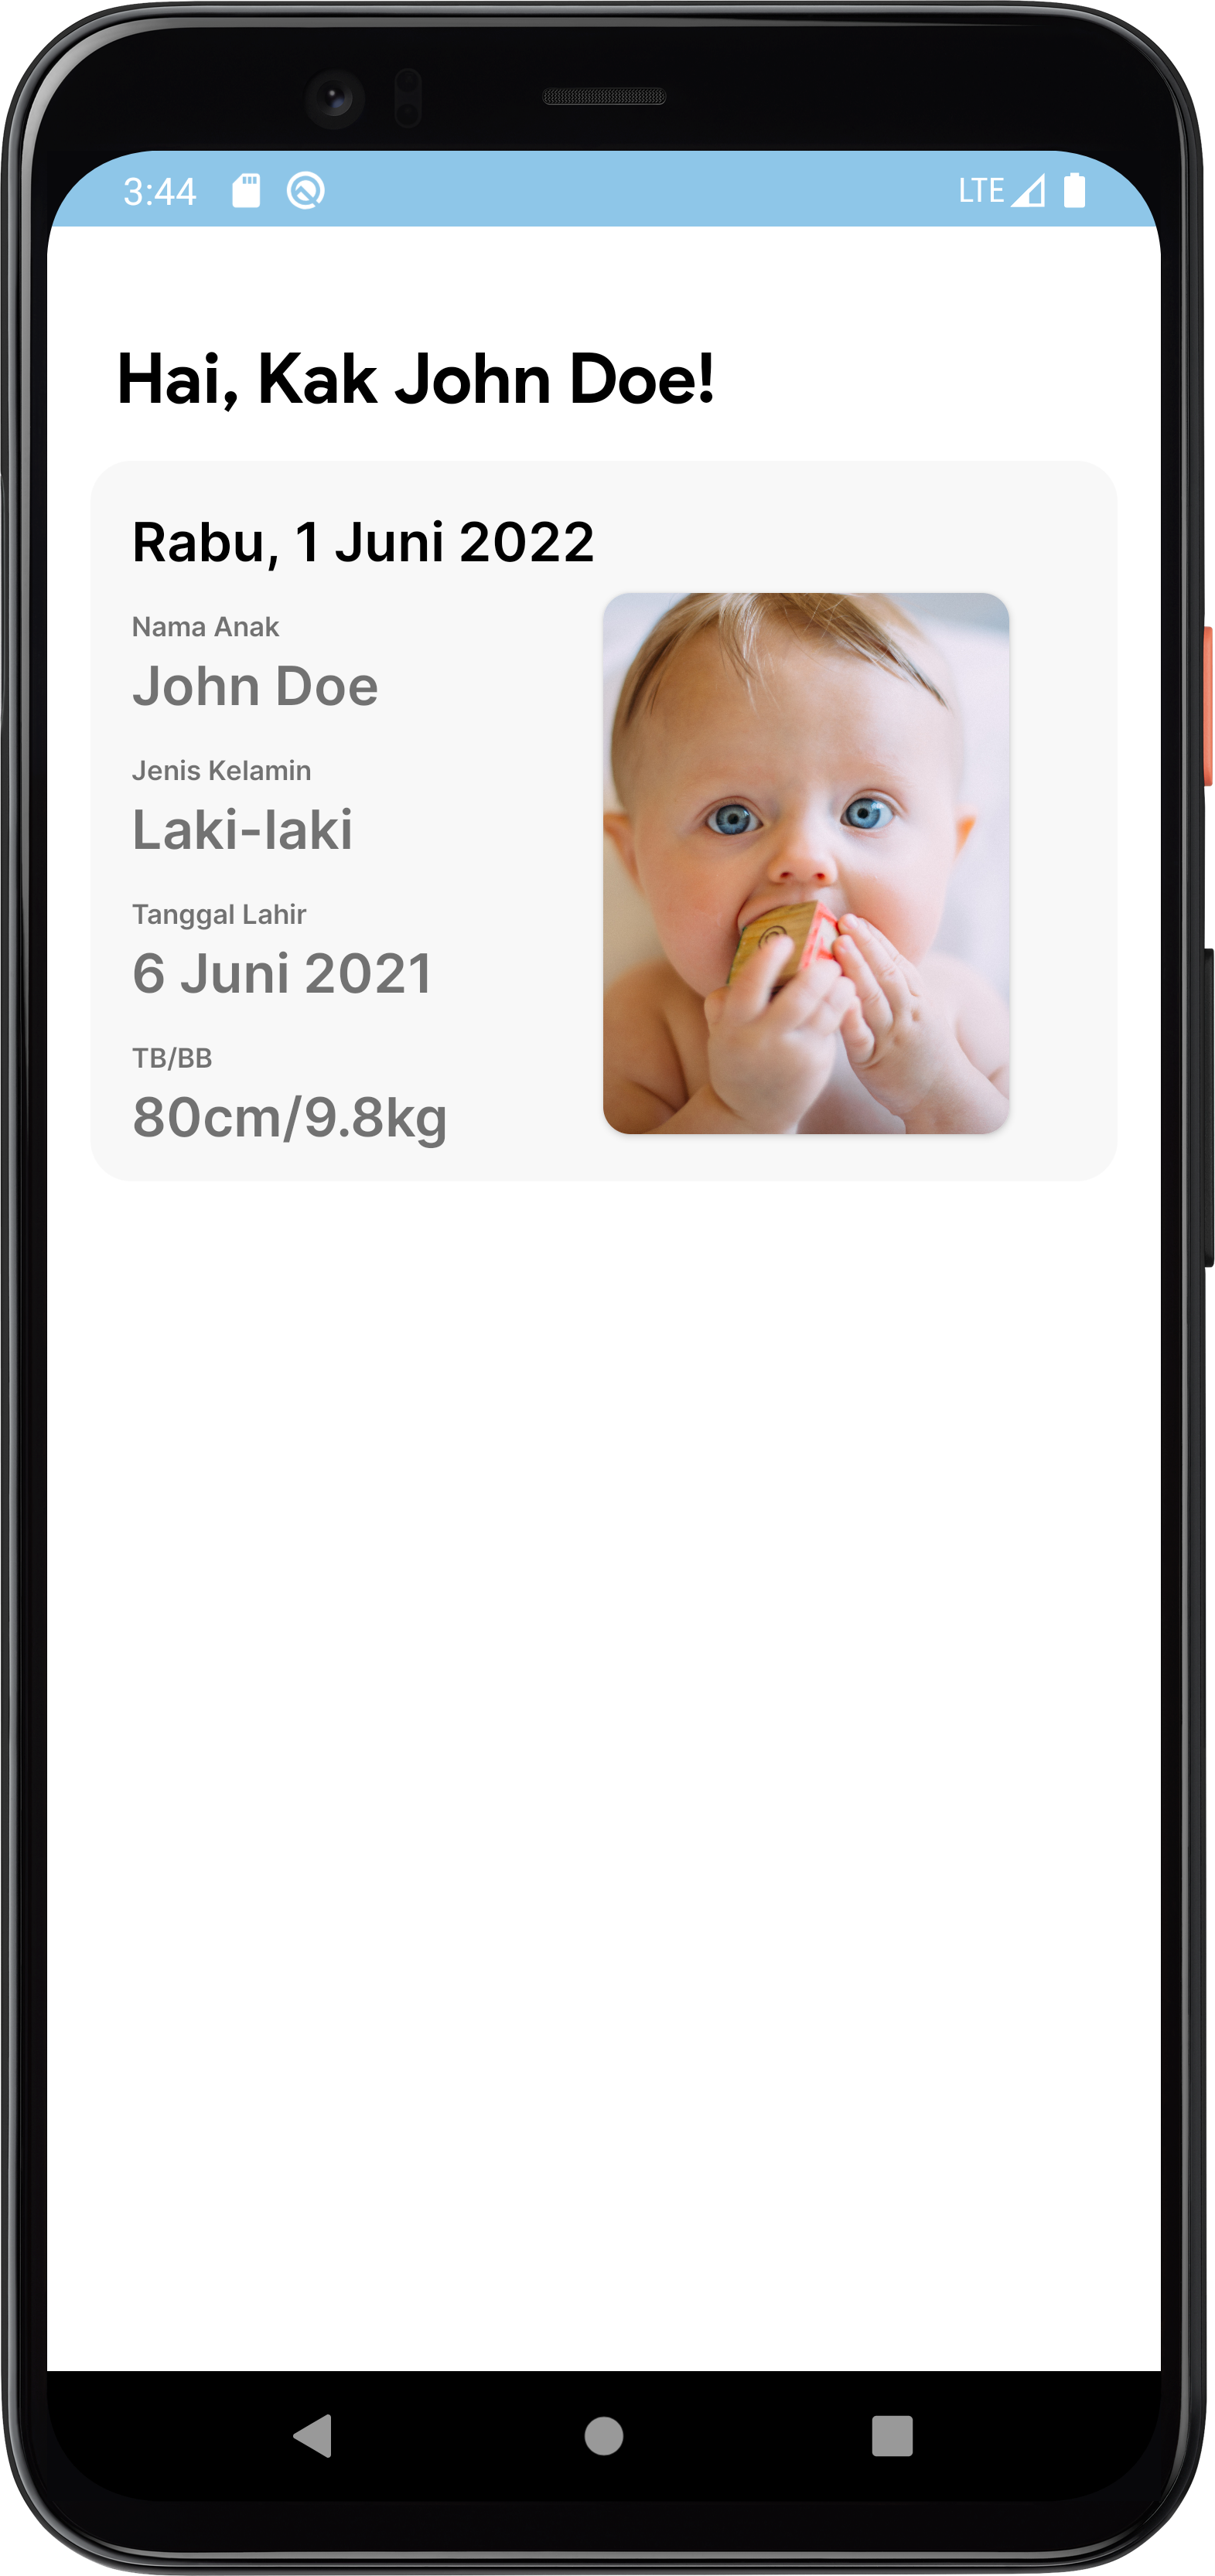 3:44 LTE
Hai, Kak John Doe!
Rabu, 1 Juni 2022
Nama Anak
John Doe
Jenis Kelamin
Laki-laki
Tanggal Lahir
6 Juni 2021
TB/BB
80cm/9.8kg